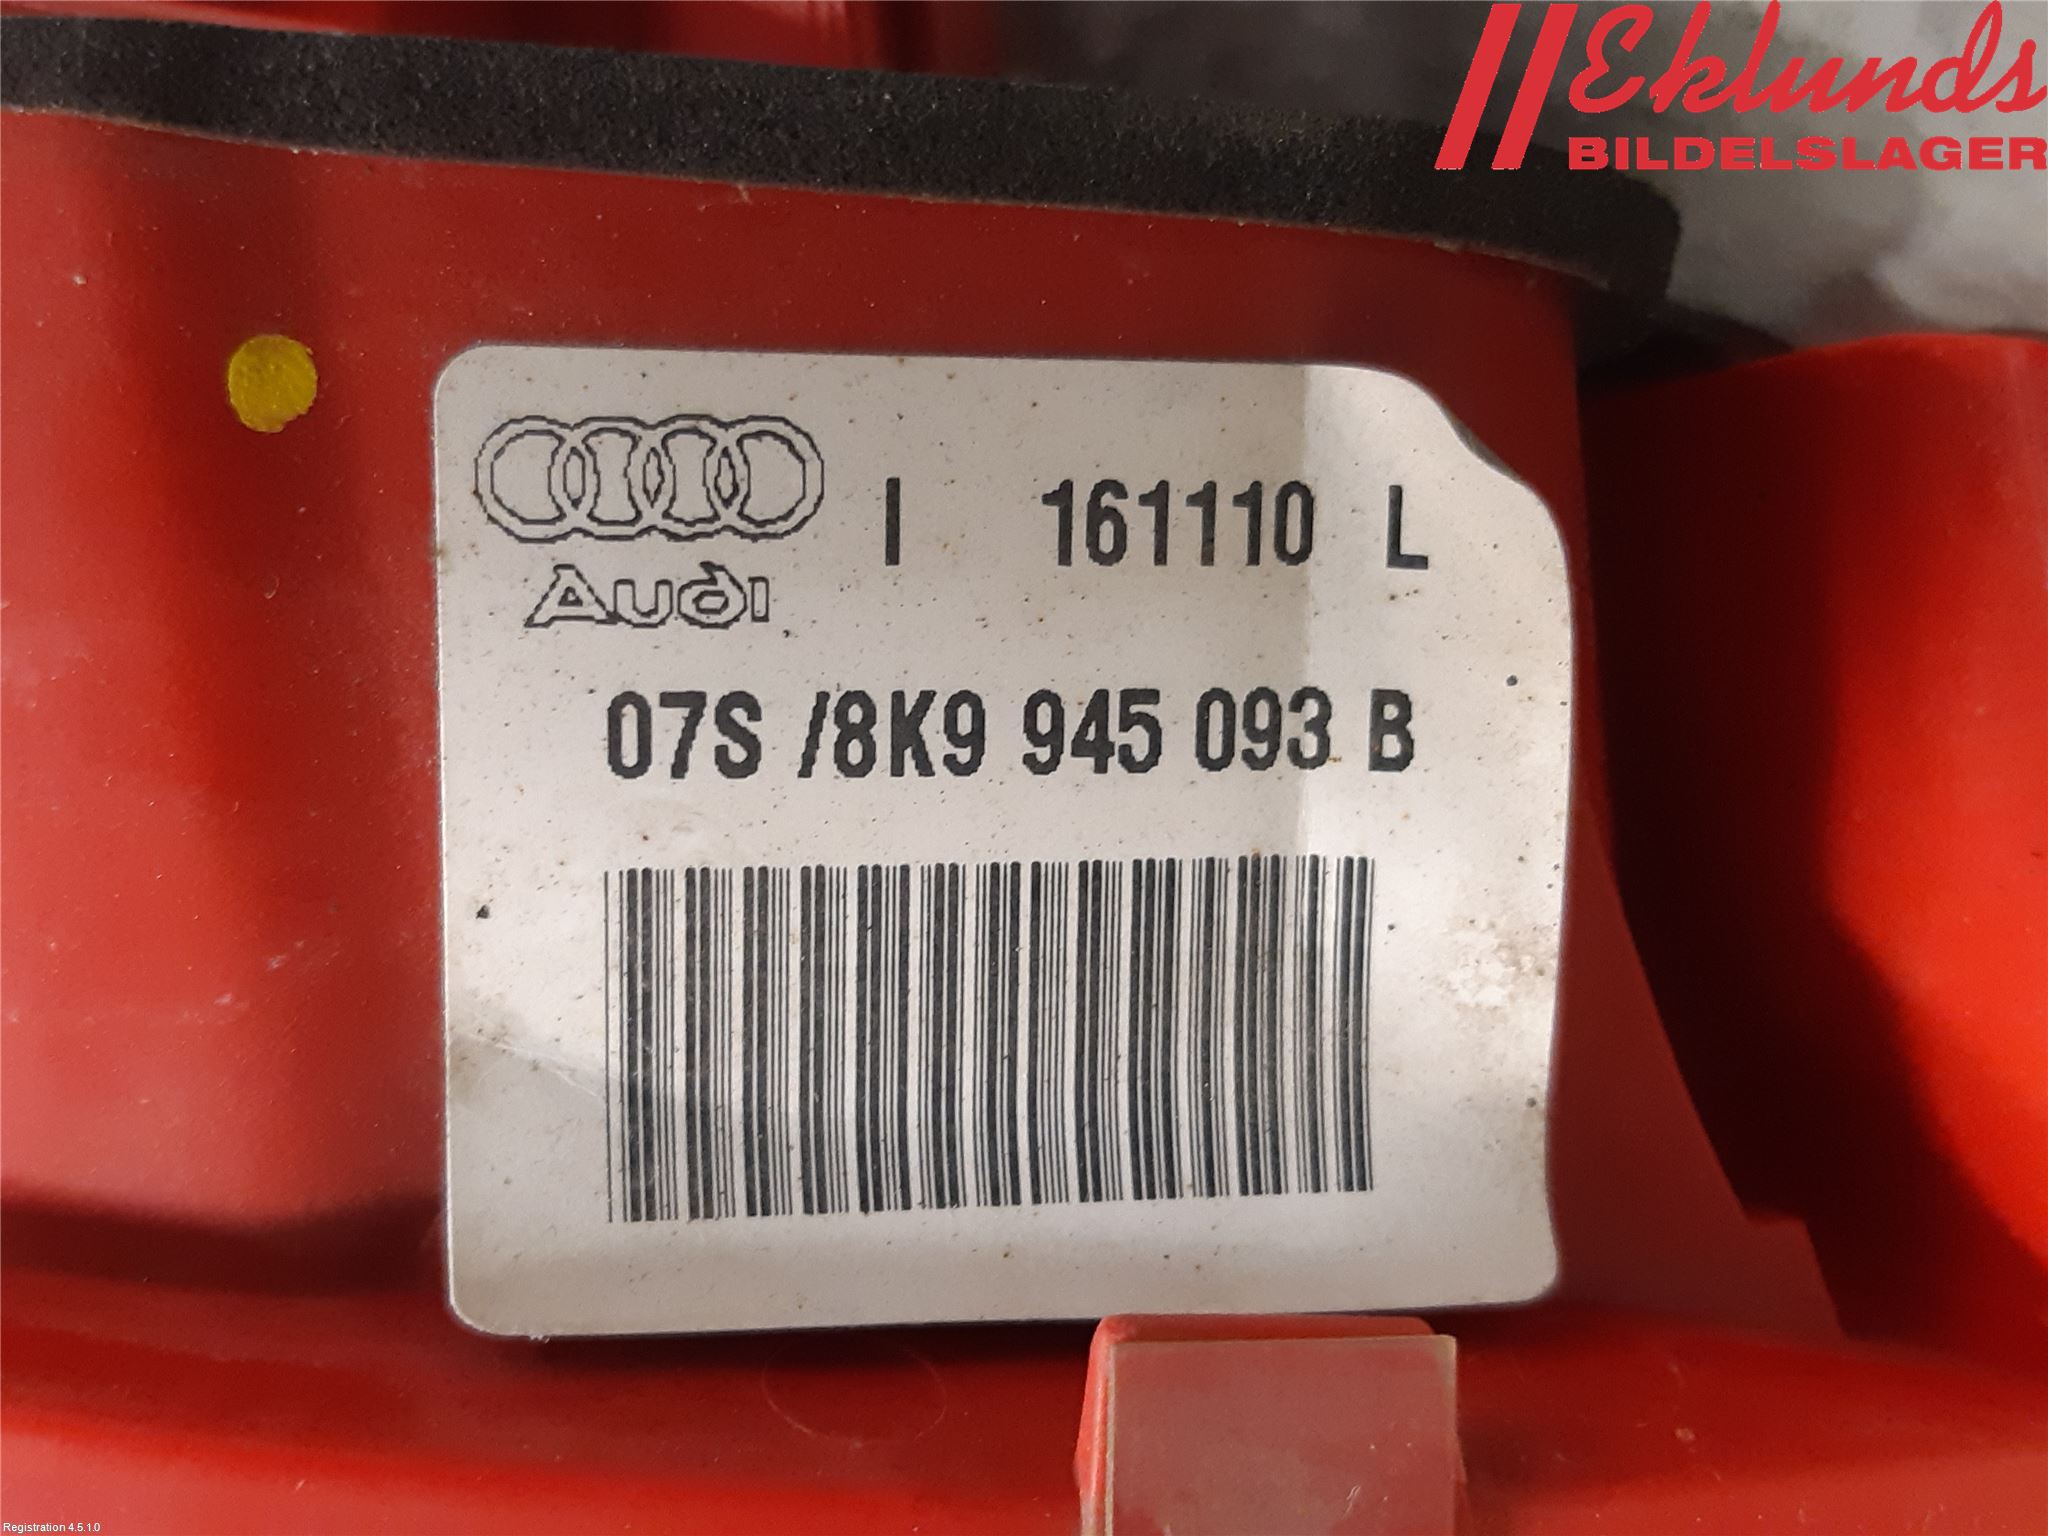 Eklunds
BILDELSLAGER
I 161110 L
Audi
07S /8K9 945 093 B
Registration 4.5.1.0